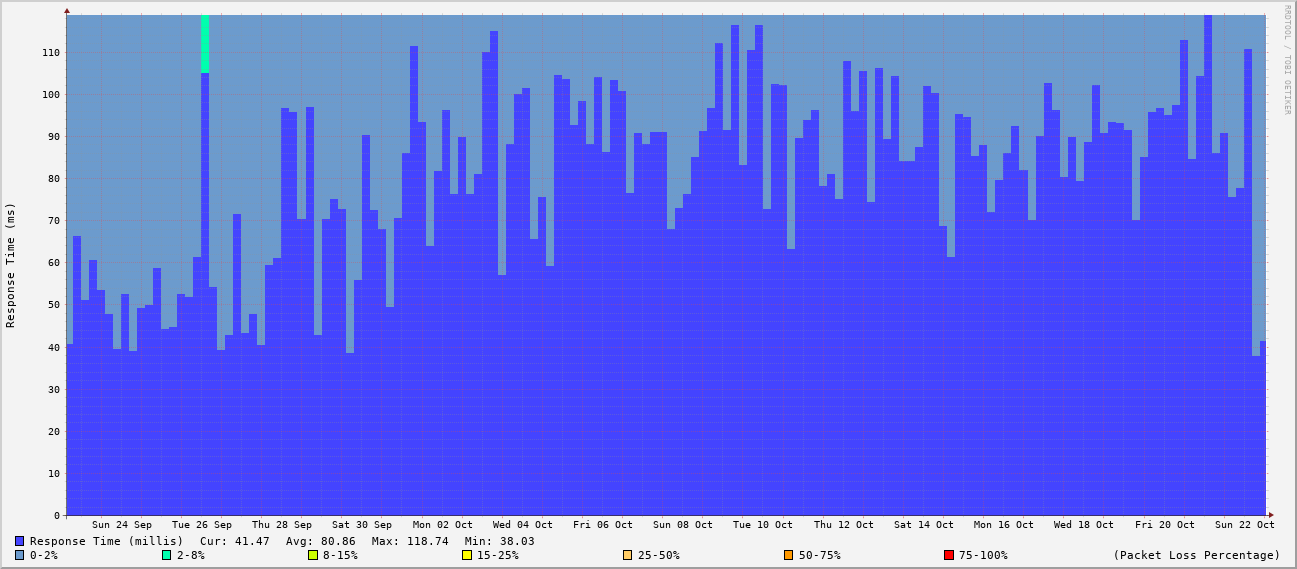 RRDTOOL / TOBI OETIKER
Response Time (ms)
110
100
90
80
70
60
50
40
30
20
10
0
Sun 24 Sep Tue 26 Sep Thu 28 Sep Sat 30 Sep Mon 02 Oct Wed 04 Oct Fri 06 Oct Sun 08 Oct Tue 10 Oct Thu 12 Oct Sat 14 Oct Mon 16 Oct Wed 18 Oct Fri 20 Oct Sun 22 Oct
Response Time (millis) Cur: 41.47 Avg: 80.86 Max: 118.74 Min: 38.03
0-2% 2-8% 8-15% 15-25% 25-50% 50-75% 75-100% (Packet Loss Percentage)